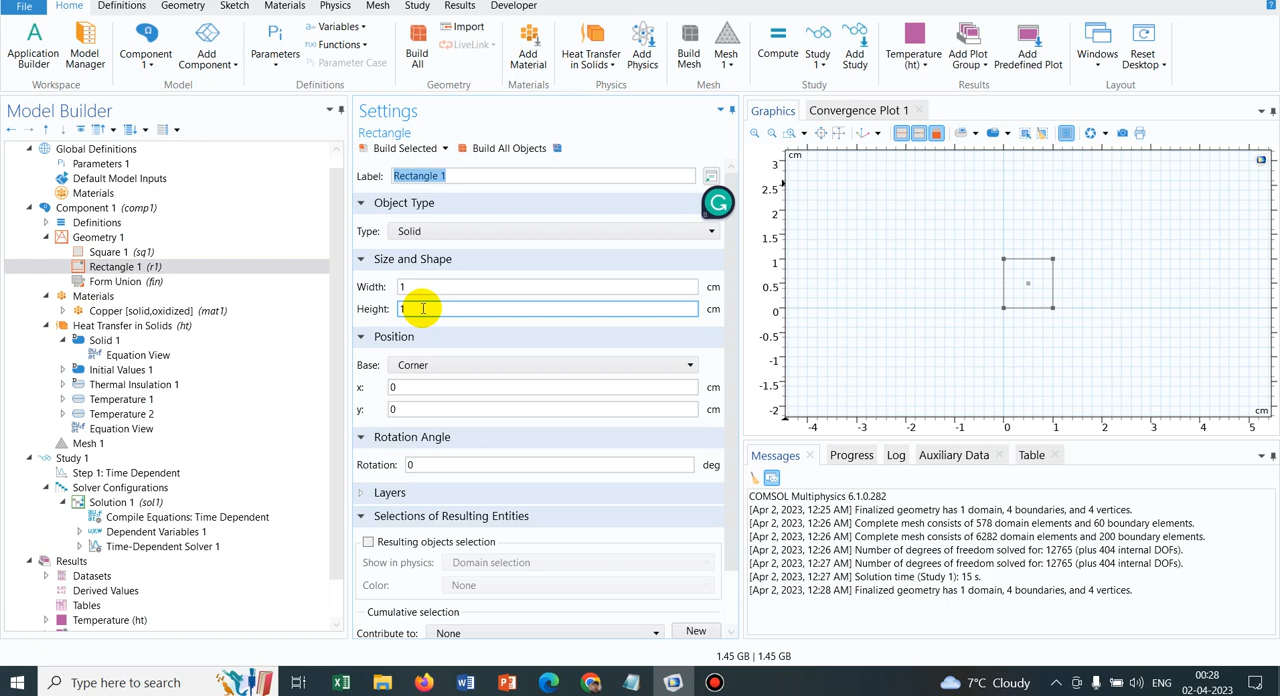 File Home Definitions Geometry Sketch Materials Physics Mesh Study Results Developer
Application Builder
Model Manager
Workspace
Component 1
Add Component
Model
Parameters
a= Variables
f(x) Functions
Pi Parameter Case
Definitions
Build All
Import
LiveLink
Geometry
Add Material
Materials
Heat Transfer in Solids
Add Physics
Physics
Build Mesh
Mesh 1
Mesh
Compute
Study 1
Add Study
Study
Temperature (ht)
Add Plot Group
Add Predefined Plot
Results
Windows
Reset Desktop
Layout
Model Builder
Global Definitions
Parameters 1
Default Model Inputs
Materials
Component 1 (comp1)
Definitions
Geometry 1
Square 1 (sq1)
Rectangle 1 (r1)
Form Union (fin)
Materials
Copper [solid,oxidized] (mat1)
Heat Transfer in Solids (ht)
Solid 1
Equation View
Initial Values 1
Thermal Insulation 1
Temperature 1
Temperature 2
Equation View
Mesh 1
Study 1
Step 1: Time Dependent
Solver Configurations
Solution 1 (sol1)
Compile Equations: Time Dependent
Dependent Variables 1
Time-Dependent Solver 1
Results
Datasets
Derived Values
Tables
Temperature (ht)
Settings
Rectangle
Build Selected Build All Objects
Label: Rectangle 1
Object Type
Type: Solid
Size and Shape
Width: 1 cm
Height: 1 cm
Position
Base: Corner
x: 0 cm
y: 0 cm
Rotation Angle
Rotation: 0 deg
Layers
Selections of Resulting Entities
Resulting objects selection
Show in physics: Domain selection
Color: None
Cumulative selection
Contribute to: None New
Graphics Convergence Plot 1
cm
3
2.5
2
1.5
1
0.5
0
-0.5
-1
-1.5
-2
cm
-4 -3 -2 -1 0 1 2 3 4 5
Messages Progress Log Auxiliary Data Table
COMSOL Multiphysics 6.1.0.282
[Apr 2, 2023, 12:25 AM] Finalized geometry has 1 domain, 4 boundaries, and 4 vertices.
[Apr 2, 2023, 12:26 AM] Complete mesh consists of 578 domain elements and 60 boundary elements.
[Apr 2, 2023, 12:26 AM] Complete mesh consists of 6282 domain elements and 200 boundary elements.
[Apr 2, 2023, 12:26 AM] Number of degrees of freedom solved for: 12765 (plus 404 internal DOFs).
[Apr 2, 2023, 12:27 AM] Number of degrees of freedom solved for: 12765 (plus 404 internal DOFs).
[Apr 2, 2023, 12:27 AM] Solution time (Study 1): 15 s.
[Apr 2, 2023, 12:28 AM] Finalized geometry has 1 domain, 4 boundaries, and 4 vertices.
1.45 GB | 1.45 GB
Type here to search
7°C Cloudy
ENG
00:28
02-04-2023